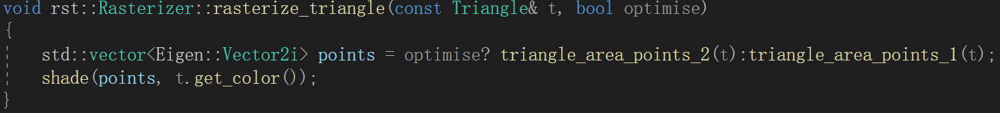 void rst::Rasterizer::rasterize_triangle(const Triangle& t, bool optimise)
{
    std::vector<Eigen::Vector2i> points = optimise? triangle_area_points_2(t):triangle_area_points_1(t);
    shade(points, t.get_color());
}